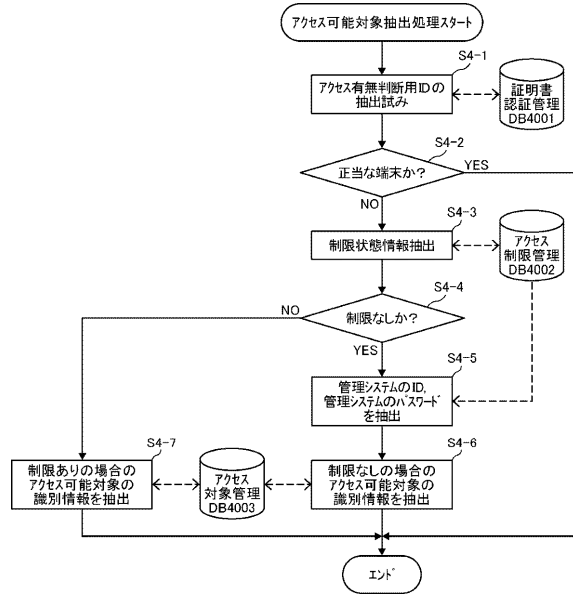 アクセス可能対象抽出処理スタート
S4-1
アクセス有無判断用IDの
抽出試み
証明書
認証管理
DB4001
S4-2
正当な端末か?
YES
NO
S4-3
制限状態情報抽出
アクセス
制限管理
DB4002
S4-4
NO
制限なしか?
YES
S4-5
管理システムのID,
管理システムのパスワード
を抽出
S4-7
S4-6
制限ありの場合の
アクセス可能対象の
識別情報を抽出
アクセス
対象管理
DB4003
制限なしの場合の
アクセス可能対象の
識別情報を抽出
エンド